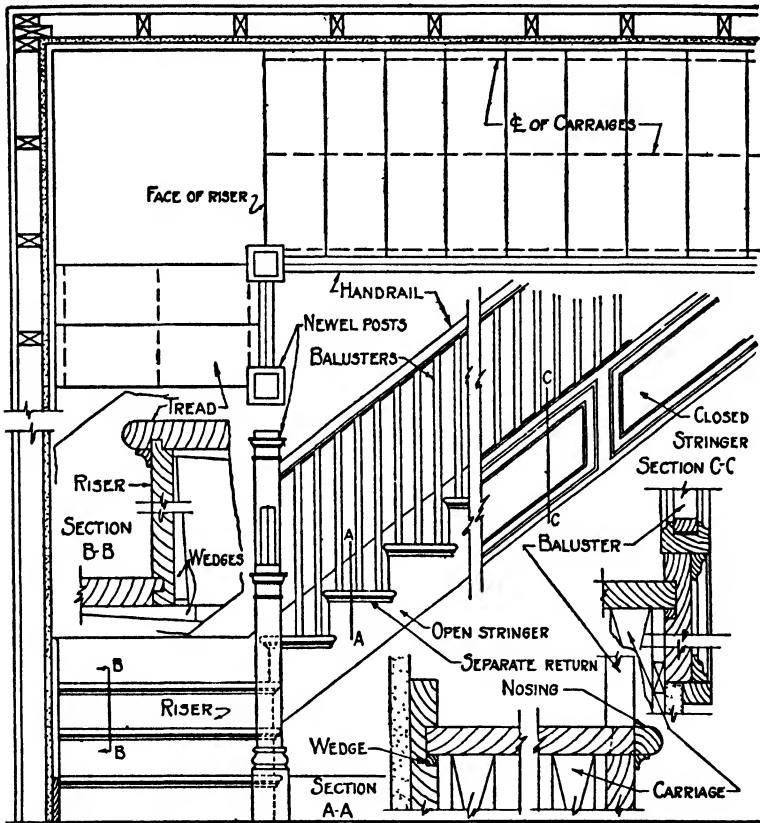 ℄ OF CARRAIGES
FACE OF RISER
HANDRAIL
NEWEL POSTS
BALUSTERS
C
TREAD
CLOSED
STRINGER
SECTION C-C
RISER
SECTION
B-B
WEDGES
A
C
BALUSTER
A
OPEN STRINGER
SEPARATE RETURN
NOSING
B
RISER
B
WEDGE
SECTION
A-A
CARRIAGE